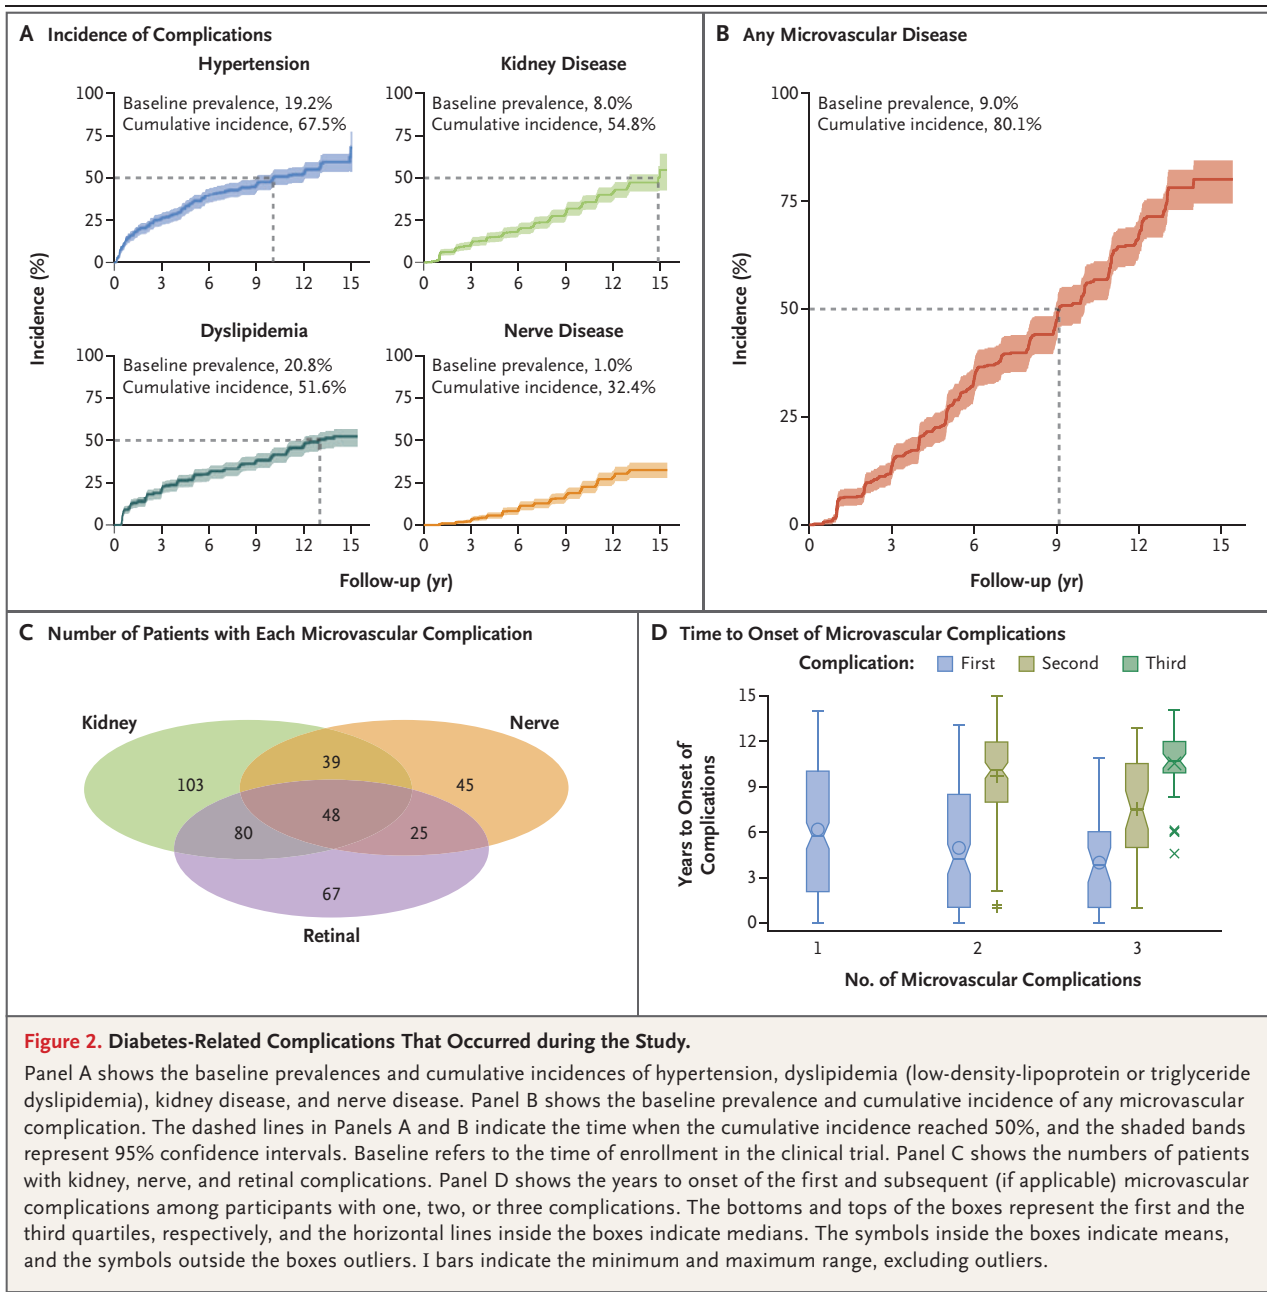 A Incidence of Complications
Hypertension
Baseline prevalence, 19.2%
Cumulative incidence, 67.5%
100
75
50
25
0
0 3 6 9 12 15
Kidney Disease
Baseline prevalence, 8.0%
Cumulative incidence, 54.8%
100
75
50
25
0
0 3 6 9 12 15
Incidence (%)
Dyslipidemia
Baseline prevalence, 20.8%
Cumulative incidence, 51.6%
100
75
50
25
0
0 3 6 9 12 15
Nerve Disease
Baseline prevalence, 1.0%
Cumulative incidence, 32.4%
100
75
50
25
0
0 3 6 9 12 15
Follow-up (yr)
B Any Microvascular Disease
Baseline prevalence, 9.0%
Cumulative incidence, 80.1%
Incidence (%)
100
75
50
25
0
0 3 6 9 12 15
Follow-up (yr)
C Number of Patients with Each Microvascular Complication
Kidney
Nerve
39
103
45
48
80
25
67
Retinal
D Time to Onset of Microvascular Complications
Complication: First Second Third
Years to Onset of
Complications
15
12
9
6
3
0
1 2 3
No. of Microvascular Complications
Figure 2. Diabetes-Related Complications That Occurred during the Study.
Panel A shows the baseline prevalences and cumulative incidences of hypertension, dyslipidemia (low-density-lipoprotein or triglyceride
dyslipidemia), kidney disease, and nerve disease. Panel B shows the baseline prevalence and cumulative incidence of any microvascular
complication. The dashed lines in Panels A and B indicate the time when the cumulative incidence reached 50%, and the shaded bands
represent 95% confidence intervals. Baseline refers to the time of enrollment in the clinical trial. Panel C shows the numbers of patients
with kidney, nerve, and retinal complications. Panel D shows the years to onset of the first and subsequent (if applicable) microvascular
complications among participants with one, two, or three complications. The bottoms and tops of the boxes represent the first and the
third quartiles, respectively, and the horizontal lines inside the boxes indicate medians. The symbols inside the boxes indicate means,
and the symbols outside the boxes outliers. I bars indicate the minimum and maximum range, excluding outliers.